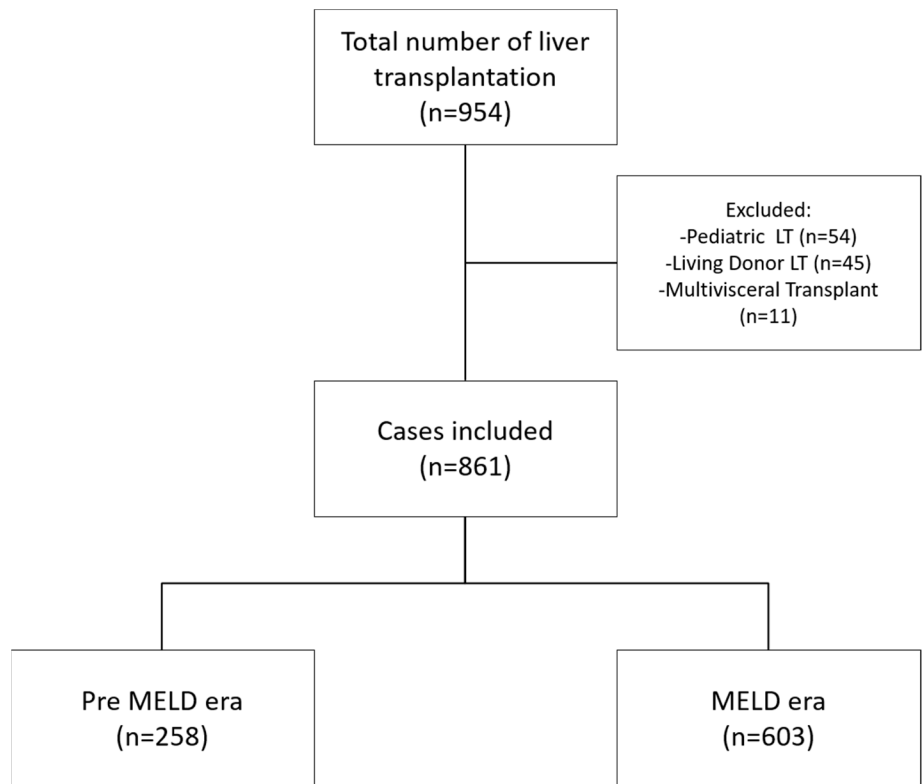 Total number of liver
transplantation
(n=954)
Excluded:
-Pediatric  LT (n=54)
-Living Donor LT (n=45)
-Multivisceral Transplant
(n=11)
Cases included
(n=861)
Pre MELD era
(n=258)
MELD era
(n=603)